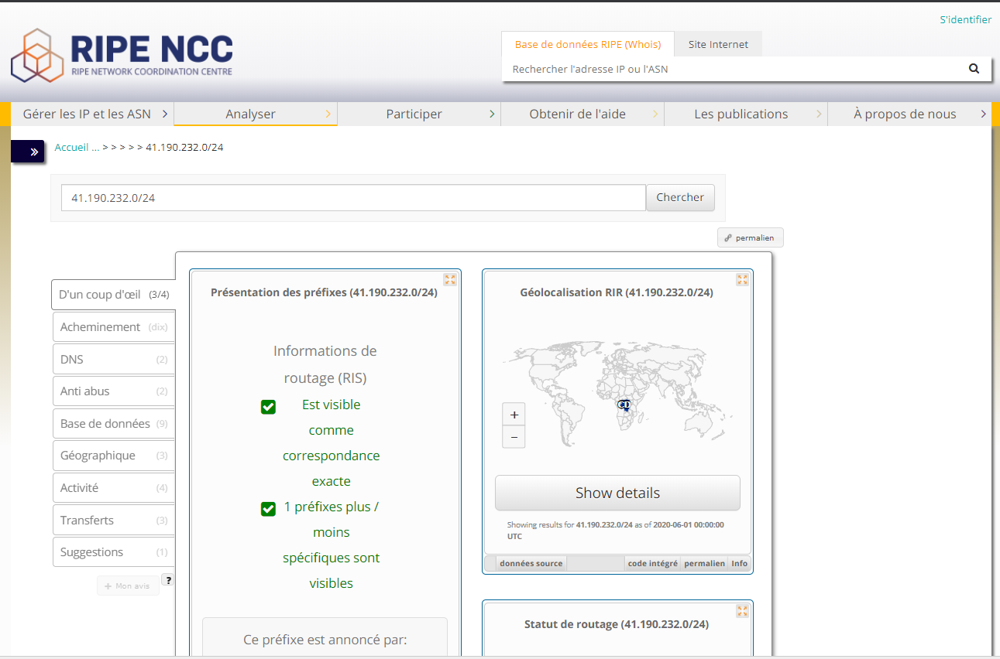 S'identifier
RIPE NCC
RIPE NETWORK COORDINATION CENTRE
Base de données RIPE (Whois)
Site Internet
Rechercher l'adresse IP ou l'ASN
Gérer les IP et les ASN
Analyser
Participer
Obtenir de l'aide
Les publications
À propos de nous
Accueil ... > > > > > 41.190.232.0/24
41.190.232.0/24
Chercher
permalien
D'un coup d'œil (3/4)
Acheminement (dix)
DNS (2)
Anti abus (2)
Base de données (9)
Géographique (3)
Activité (4)
Transferts (3)
Suggestions (1)
+ Mon avis
?
Présentation des préfixes (41.190.232.0/24)
Informations de
routage (RIS)
Est visible
comme
correspondance
exacte
1 préfixes plus /
moins
spécifiques sont
visibles
Ce préfixe est annoncé par:
Géolocalisation RIR (41.190.232.0/24)
CD
+
−
Show details
Showing results for 41.190.232.0/24 as of 2020-06-01 00:00:00
UTC
données source
code intégré
permalien
Info
Statut de routage (41.190.232.0/24)